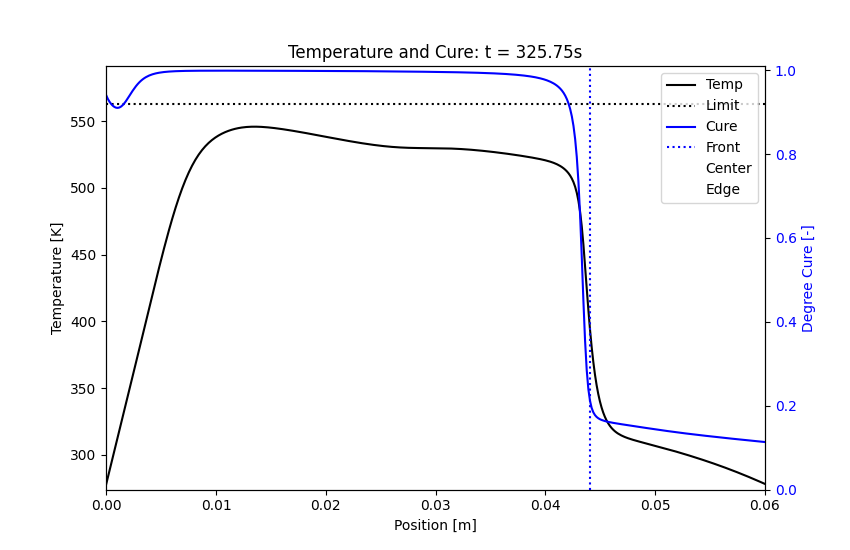 Temperature and Cure: t = 325.75s
Temp
Limit
Cure
Front
Center
Edge
Temperature [K]
550
500
450
400
350
300
Degree Cure [-]
1.0
0.8
0.6
0.4
0.2
0.0
0.00 0.01 0.02 0.03 0.04 0.05 0.06
Position [m]